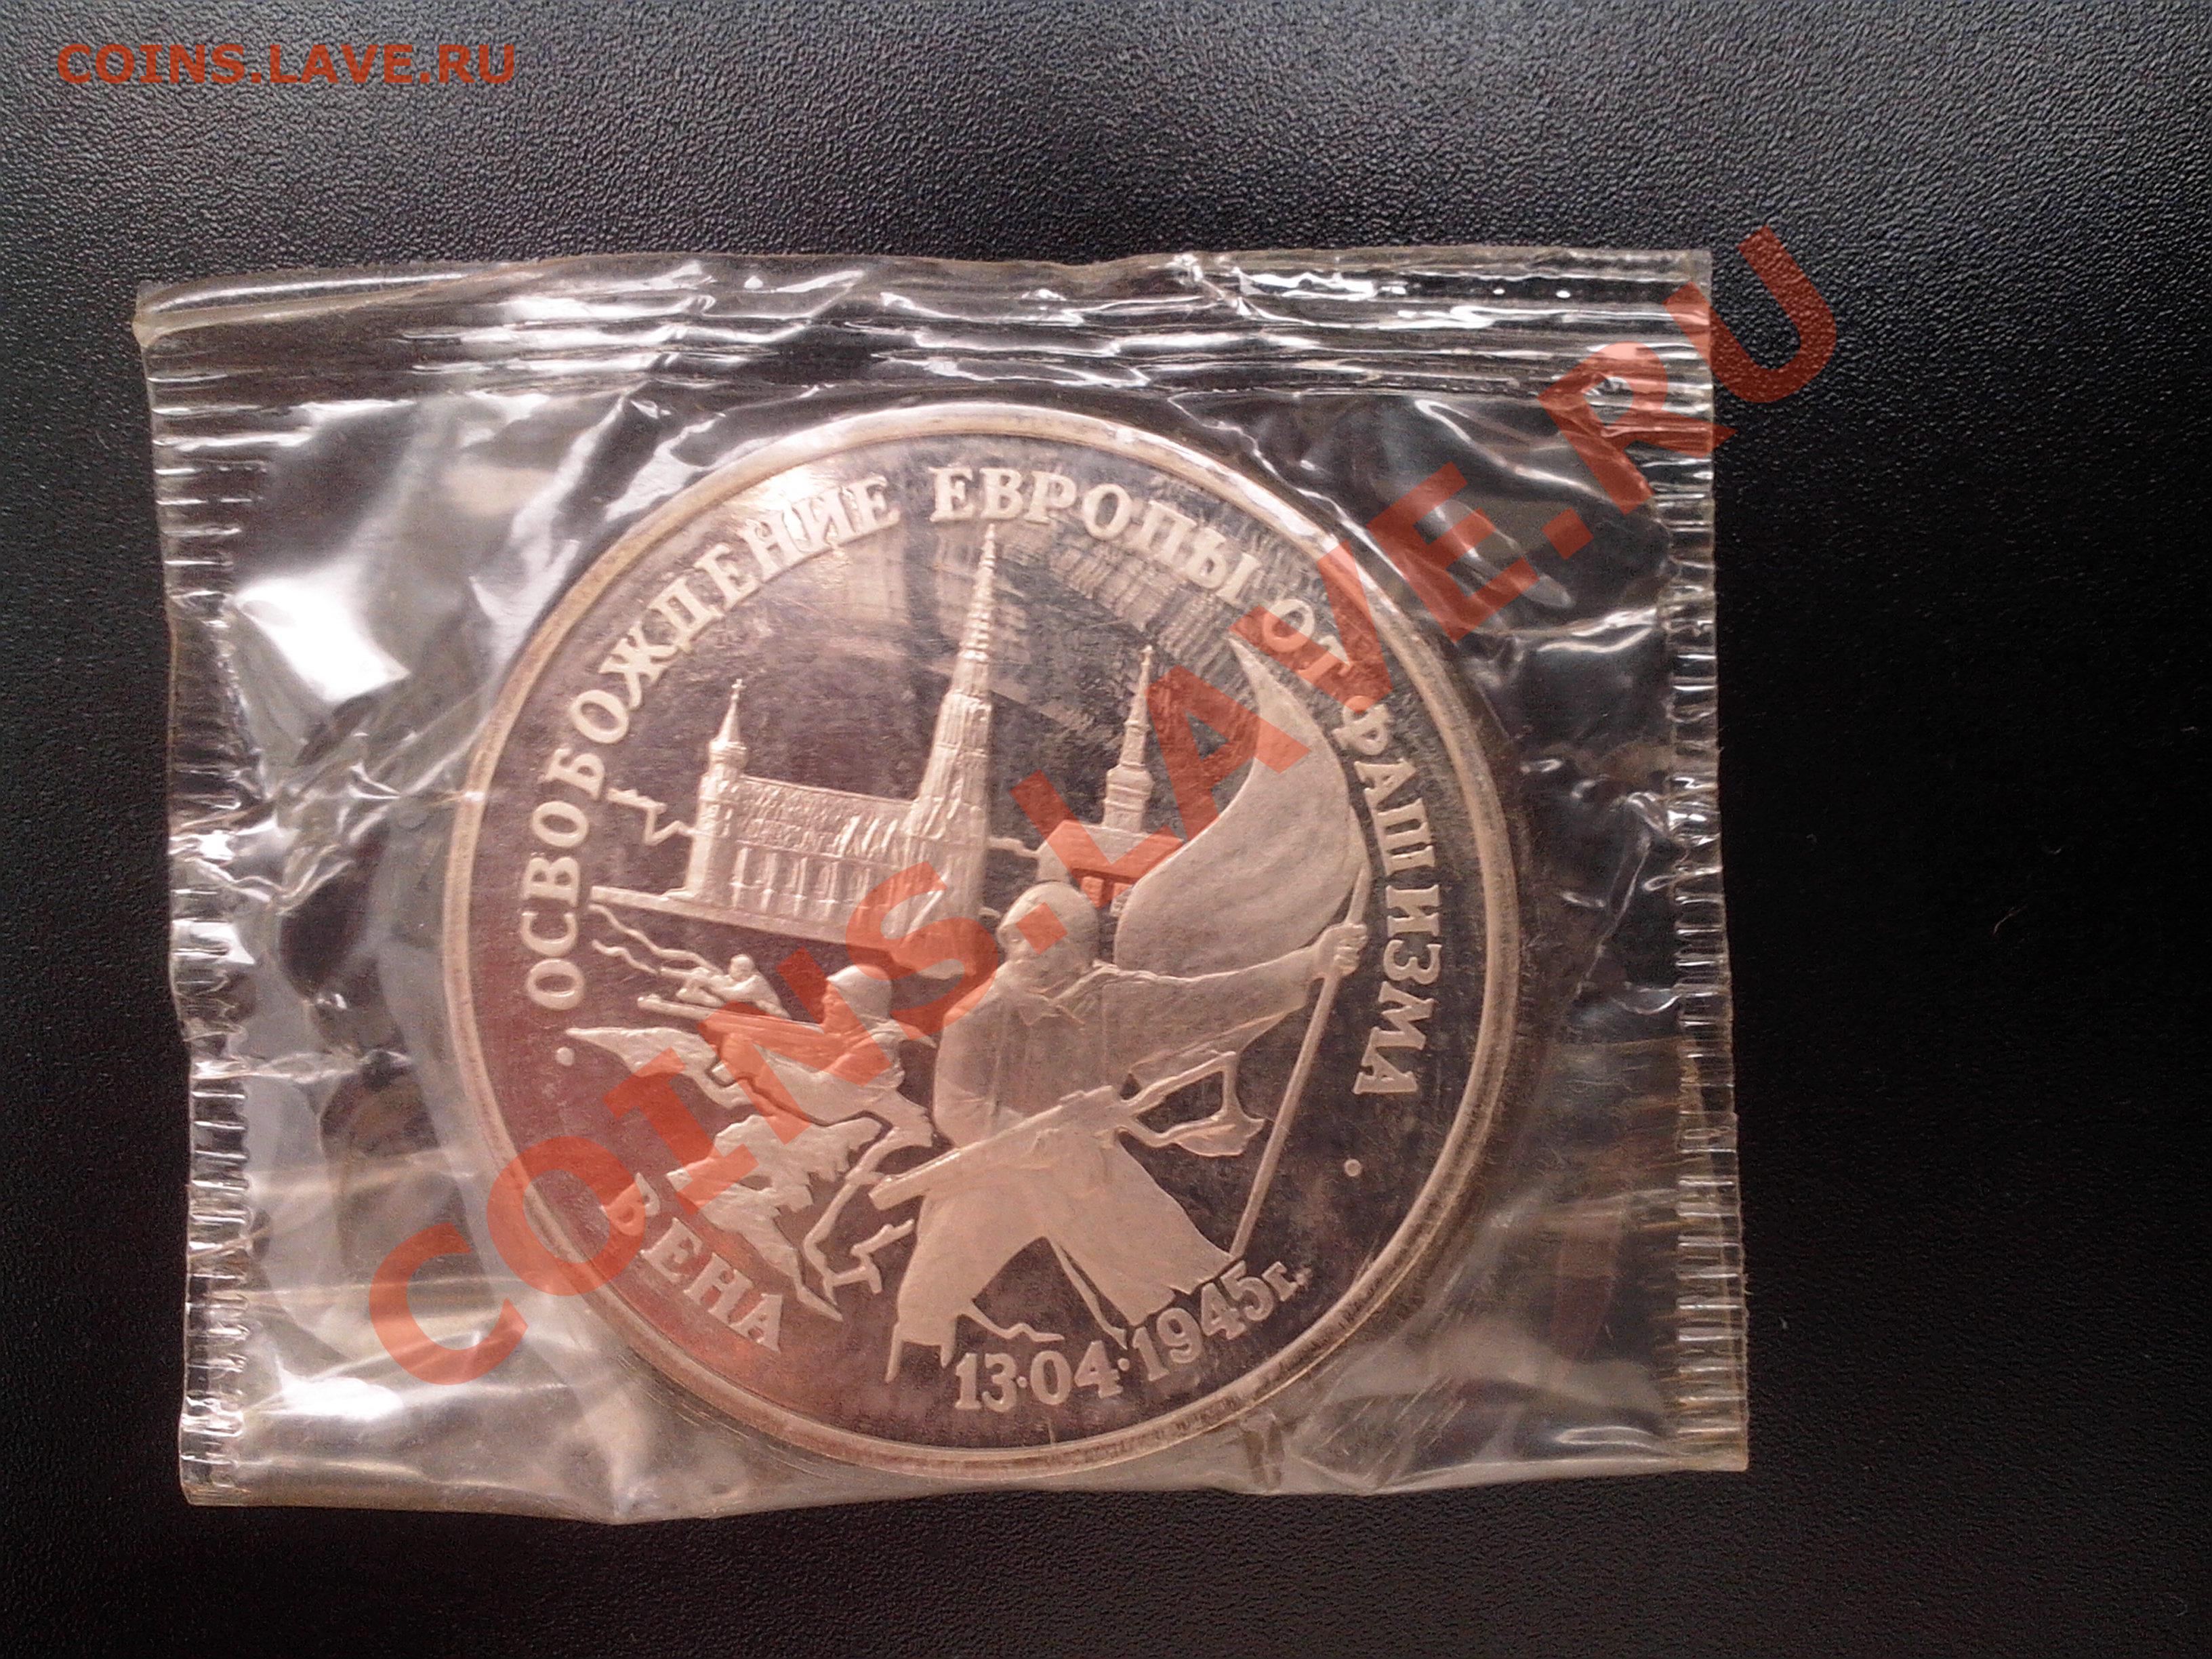 COINS.LAVE.RU
ОСВОБОЖДЕНИЕ ЕВРОПЫ ОТ ФАШИЗМА
ВЕНА
13·04·1945г.
COINS.LAVE.RU